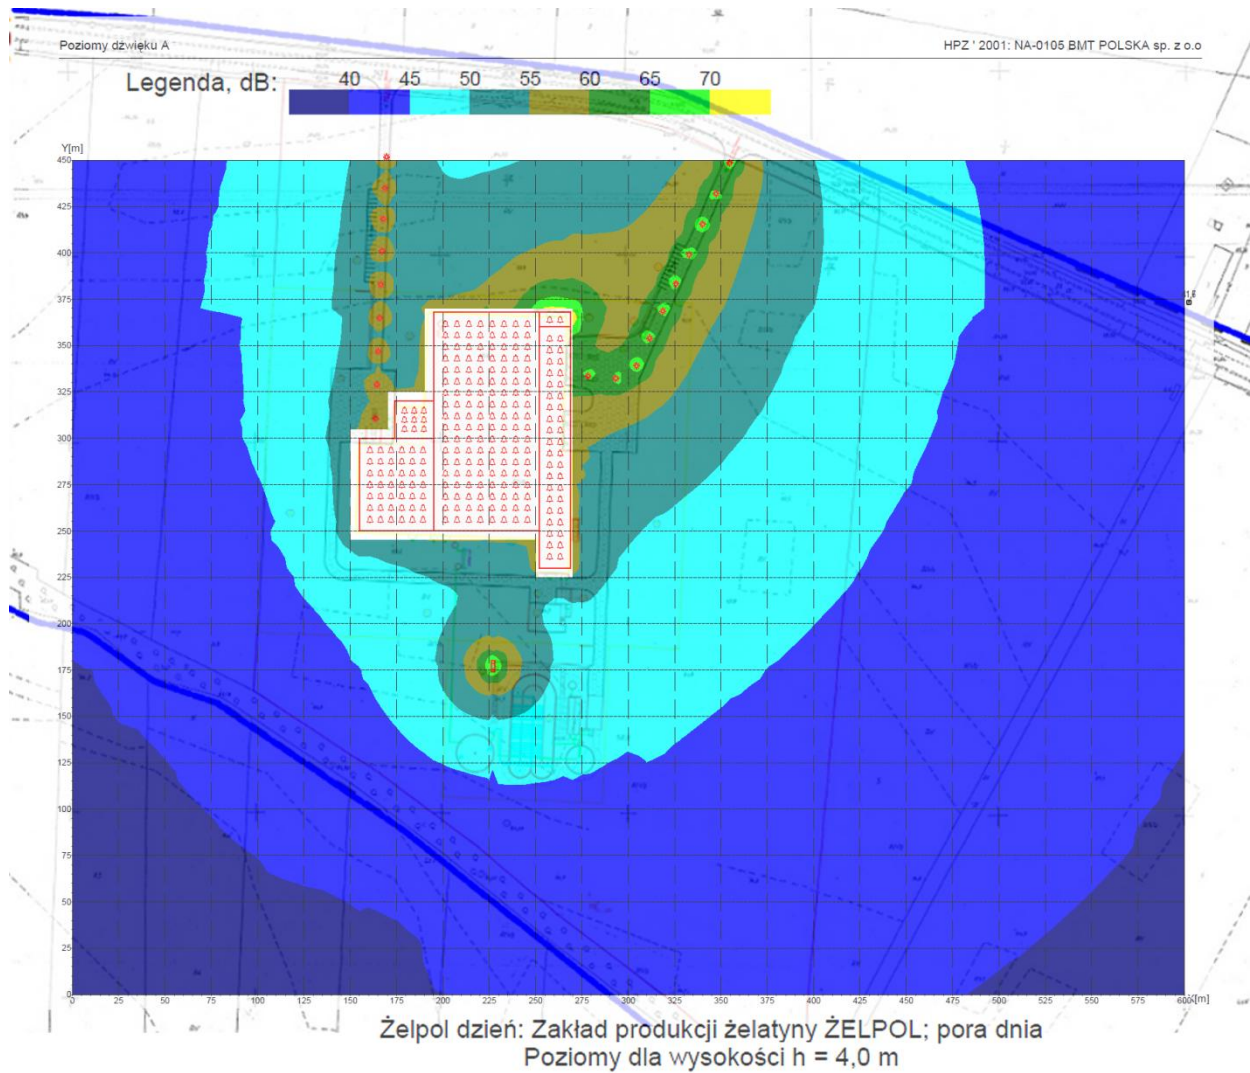 Poziomy dźwięku A
HPZ ' 2001: NA-0105 BMT POLSKA sp. z o.o
Legenda, dB:
40 45 50 55 60 65 70
Y[m]
450
425
400
375
350
325
300
275
250
225
200
175
150
125
100
75
50
25
0
0 25 50 75 100 125 150 175 200 225 250 275 300 325 350 375 400 425 450 475 500 525 550 575 600 X[m]
Żelpol dzień: Zakład produkcji żelatyny ŻELPOL; pora dnia
Poziomy dla wysokości h = 4,0 m